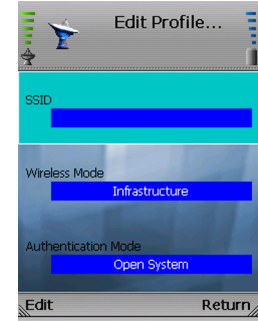 Edit Profile...
SSID
Wireless Mode
Infrastructure
Authentication Mode
Open System
Edit Return